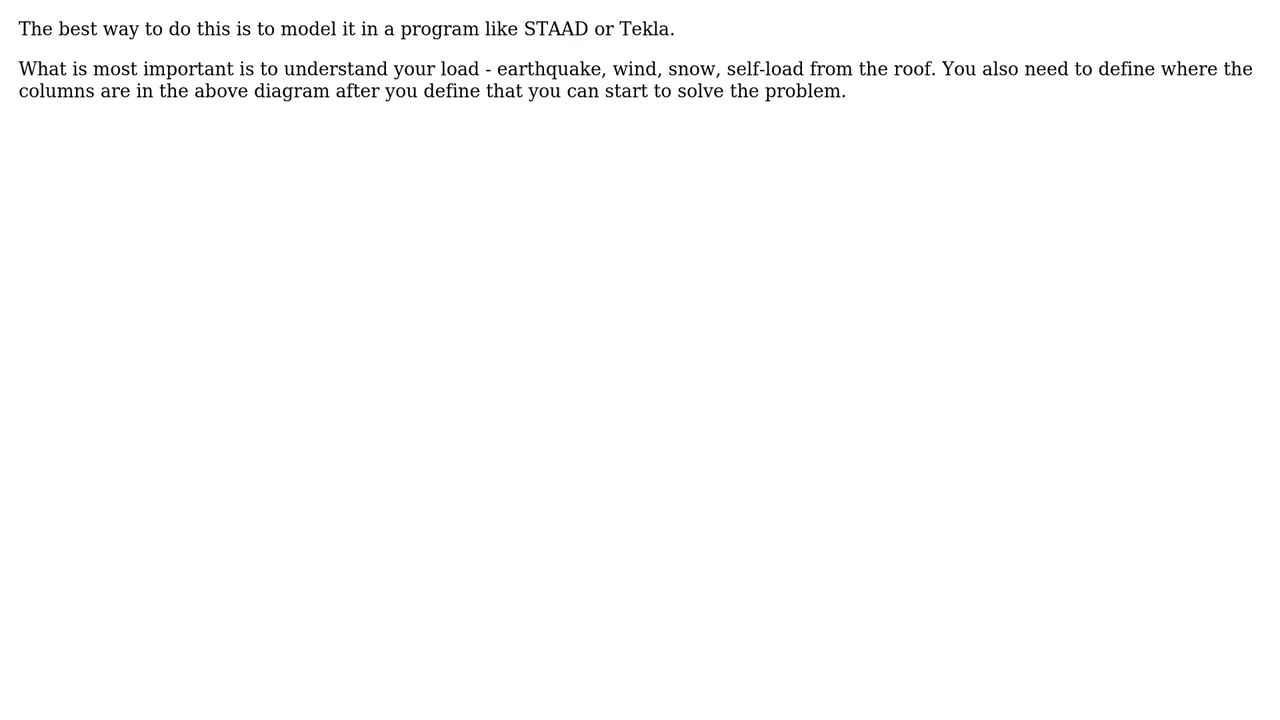 The best way to do this is to model it in a program like STAAD or Tekla.
What is most important is to understand your load - earthquake, wind, snow, self-load from the roof. You also need to define where the
columns are in the above diagram after you define that you can start to solve the problem.